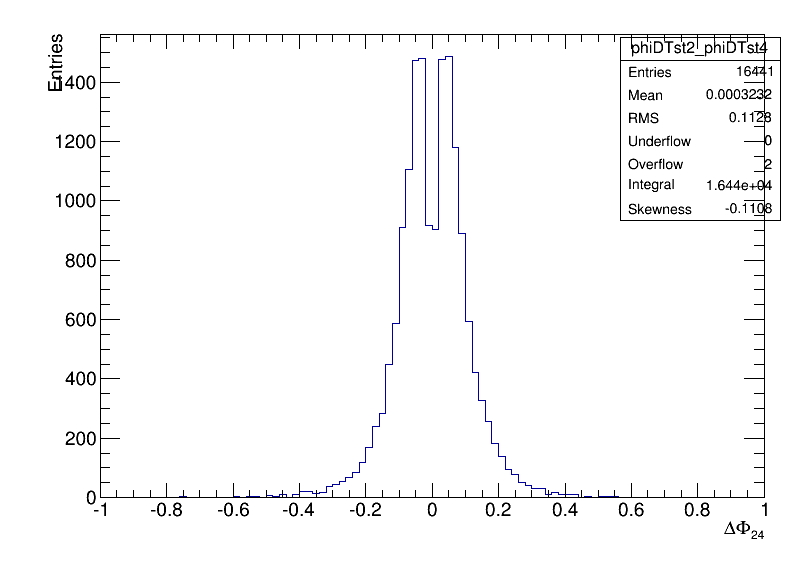 Entries
phiDTst2_phiDTst4
Entries 16441
Mean 0.0003232
RMS 0.1128
Underflow 0
Overflow 2
Integral 1.644e+04
Skewness -0.1108
1400
1200
1000
800
600
400
200
0
-1 -0.8 -0.6 -0.4 -0.2 0 0.2 0.4 0.6 0.8 1
ΔΦ24